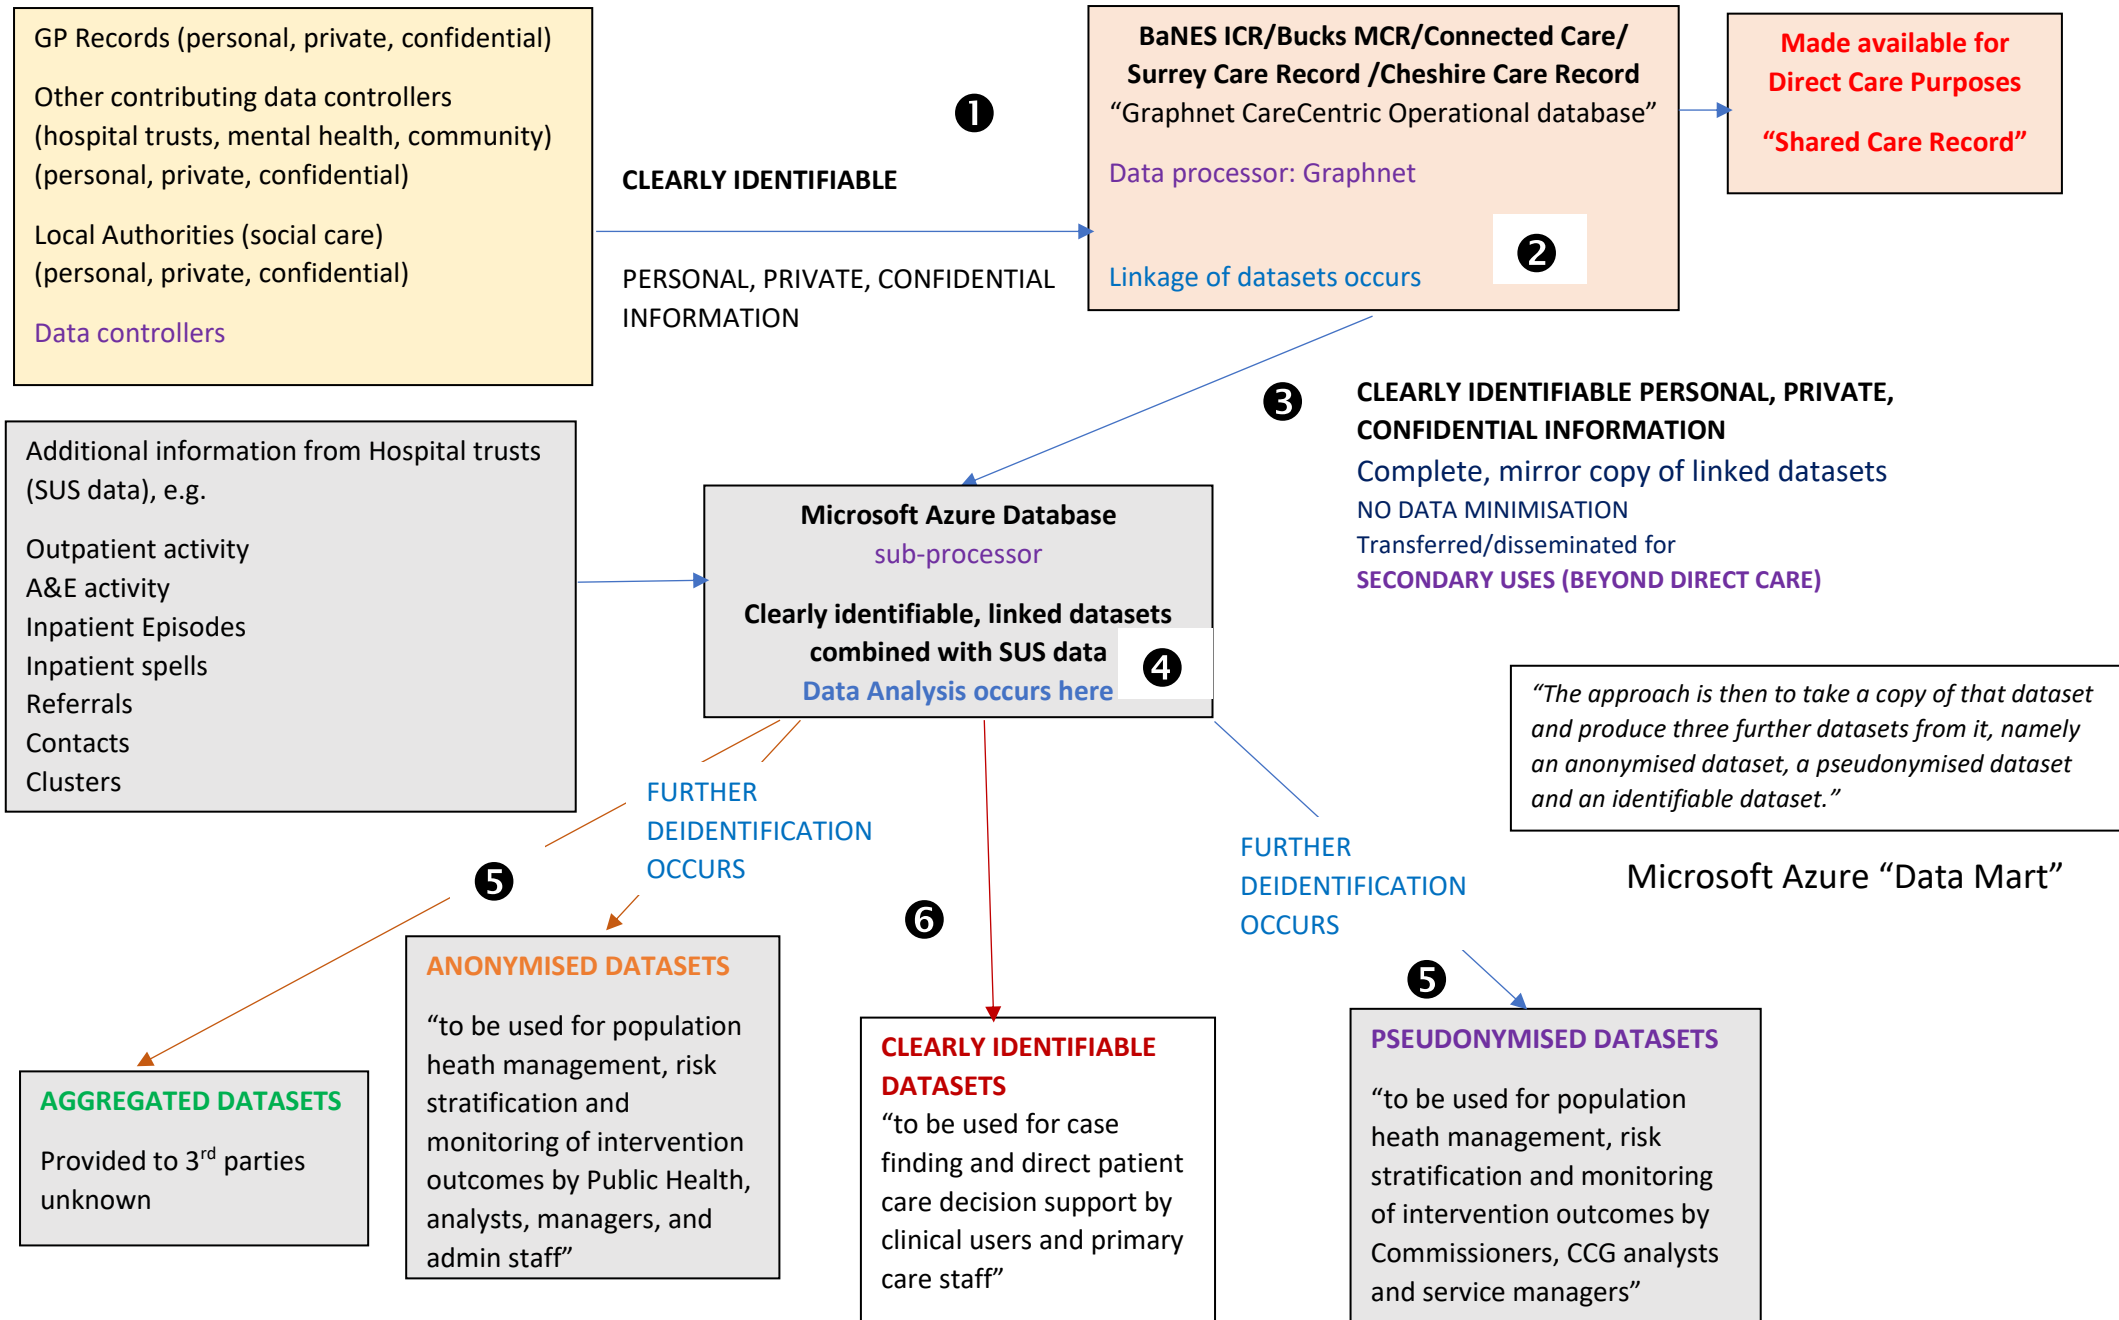 GP Records (personal, private, confidential)
Other contributing data controllers
(hospital trusts, mental health, community)
(personal, private, confidential)
Local Authorities (social care)
(personal, private, confidential)
Data controllers
❶
CLEARLY IDENTIFIABLE
PERSONAL, PRIVATE, CONFIDENTIAL
INFORMATION
BaNES ICR/Bucks MCR/Connected Care/
Surrey Care Record /Cheshire Care Record
“Graphnet CareCentric Operational database”
Data processor: Graphnet
❷
Linkage of datasets occurs
Made available for
Direct Care Purposes
“Shared Care Record”
❸
CLEARLY IDENTIFIABLE PERSONAL, PRIVATE,
CONFIDENTIAL INFORMATION
Complete, mirror copy of linked datasets
NO DATA MINIMISATION
Transferred/disseminated for
SECONDARY USES (BEYOND DIRECT CARE)
Additional information from Hospital trusts
(SUS data), e.g.
Outpatient activity
A&E activity
Inpatient Episodes
Inpatient spells
Referrals
Contacts
Clusters
Microsoft Azure Database
sub-processor
Clearly identifiable, linked datasets
combined with SUS data
Data Analysis occurs here
❹
“The approach is then to take a copy of that dataset
and produce three further datasets from it, namely
an anonymised dataset, a pseudonymised dataset
and an identifiable dataset.”
Microsoft Azure “Data Mart”
FURTHER
DEIDENTIFICATION
OCCURS
❺
❻
FURTHER
DEIDENTIFICATION
OCCURS
❺
AGGREGATED DATASETS
Provided to 3rd parties
unknown
ANONYMISED DATASETS
“to be used for population
heath management, risk
stratification and
monitoring of intervention
outcomes by Public Health,
analysts, managers, and
admin staff”
CLEARLY IDENTIFIABLE
DATASETS
“to be used for case
finding and direct patient
care decision support by
clinical users and primary
care staff”
PSEUDONYMISED DATASETS
“to be used for population
heath management, risk
stratification and monitoring
of intervention outcomes by
Commissioners, CCG analysts
and service managers”